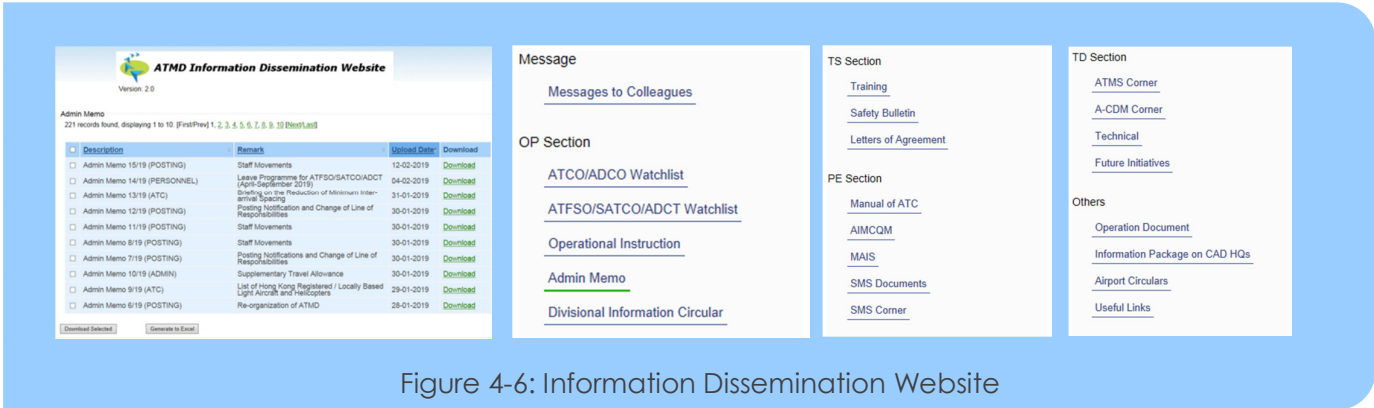 ATMD Information Dissemination Website
Version: 2.0
Admin Memo
221 records found, displaying 1 to 10. [First/Prev] 1, 2, 3, 4, 5, 6, 7, 8, 9, 10 [Next/Last]
Description Remark Upload Date Download
Admin Memo 15/19 (POSTING) Staff Movements 12-02-2019 Download
Admin Memo 14/19 (PERSONNEL) Leave Programme for ATFSO/SATCO/ADCT 04-02-2019 Download
(April-September 2019)
Admin Memo 13/19 (ATC) Briefing on the Reduction of Minimum Inter- 31-01-2019 Download
arrival Spacing
Admin Memo 12/19 (POSTING) Posting Notification and Change of Line of 30-01-2019 Download
Responsibilities
Admin Memo 11/19 (POSTING) Staff Movements 30-01-2019 Download
Admin Memo 8/19 (POSTING) Staff Movements 30-01-2019 Download
Admin Memo 7/19 (POSTING) Posting Notifications and Change of Line of 30-01-2019 Download
Responsibilities
Admin Memo 10/19 (ADMIN) Supplementary Travel Allowance 30-01-2019 Download
Admin Memo 9/19 (ATC) List of Hong Kong Registered / Locally Based 29-01-2019 Download
Light Aircraft and Helicopters
Admin Memo 6/19 (POSTING) Re-organization of ATMD 28-01-2019 Download
Download Selected Generate to Excel
Message
Messages to Colleagues
OP Section
ATCO/ADCO Watchlist
ATFSO/SATCO/ADCT Watchlist
Operational Instruction
Admin Memo
Divisional Information Circular
TS Section
Training
Safety Bulletin
Letters of Agreement
PE Section
Manual of ATC
AIMCQM
MAIS
SMS Documents
SMS Corner
TD Section
ATMS Corner
A-CDM Corner
Technical
Future Initiatives
Others
Operation Document
Information Package on CAD HQs
Airport Circulars
Useful Links
Figure 4-6: Information Dissemination Website